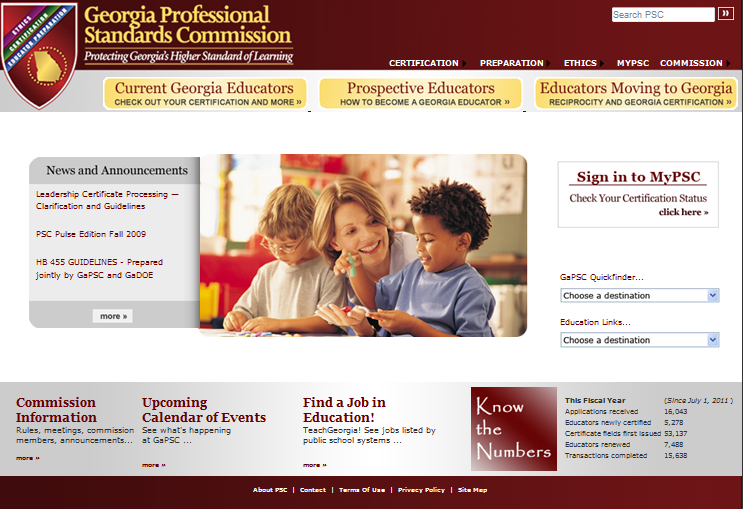 ETHICS
CERTIFICATION
EDUCATOR PREPARATION
Georgia Professional
Standards Commission
Protecting Georgia's Higher Standard of Learning
Search PSC
»
CERTIFICATION PREPARATION ETHICS MYPSC COMMISSION
Current Georgia Educators
CHECK OUT YOUR CERTIFICATION AND MORE »
Prospective Educators
HOW TO BECOME A GEORGIA EDUCATOR »
Educators Moving to Georgia
RECIPROCITY AND GEORGIA CERTIFICATION »
News and Announcements
Leadership Certificate Processing —
Clarification and Guidelines
PSC Pulse Edition Fall 2009
HB 455 GUIDELINES - Prepared
jointly by GaPSC and GaDOE
more »
Sign in to MyPSC
Check Your Certification Status
click here »
GaPSC Quickfinder...
Choose a destination
Education Links...
Choose a destination
Commission
Information
Rules, meetings, commission
members, announcements...
more »
Upcoming
Calendar of Events
See what's happening
at GaPSC ...
more »
Find a Job in
Education!
TeachGeorgia! See jobs listed by
public school systems ...
more »
Know
the
Numbers
This Fiscal Year (Since July 1, 2011 )
Applications received 16,043
Educators newly certified 5,278
Certificate fields first issued 53,137
Educators renewed 7,488
Transactions completed 15,638
About PSC | Contact | Terms Of Use | Privacy Policy | Site Map